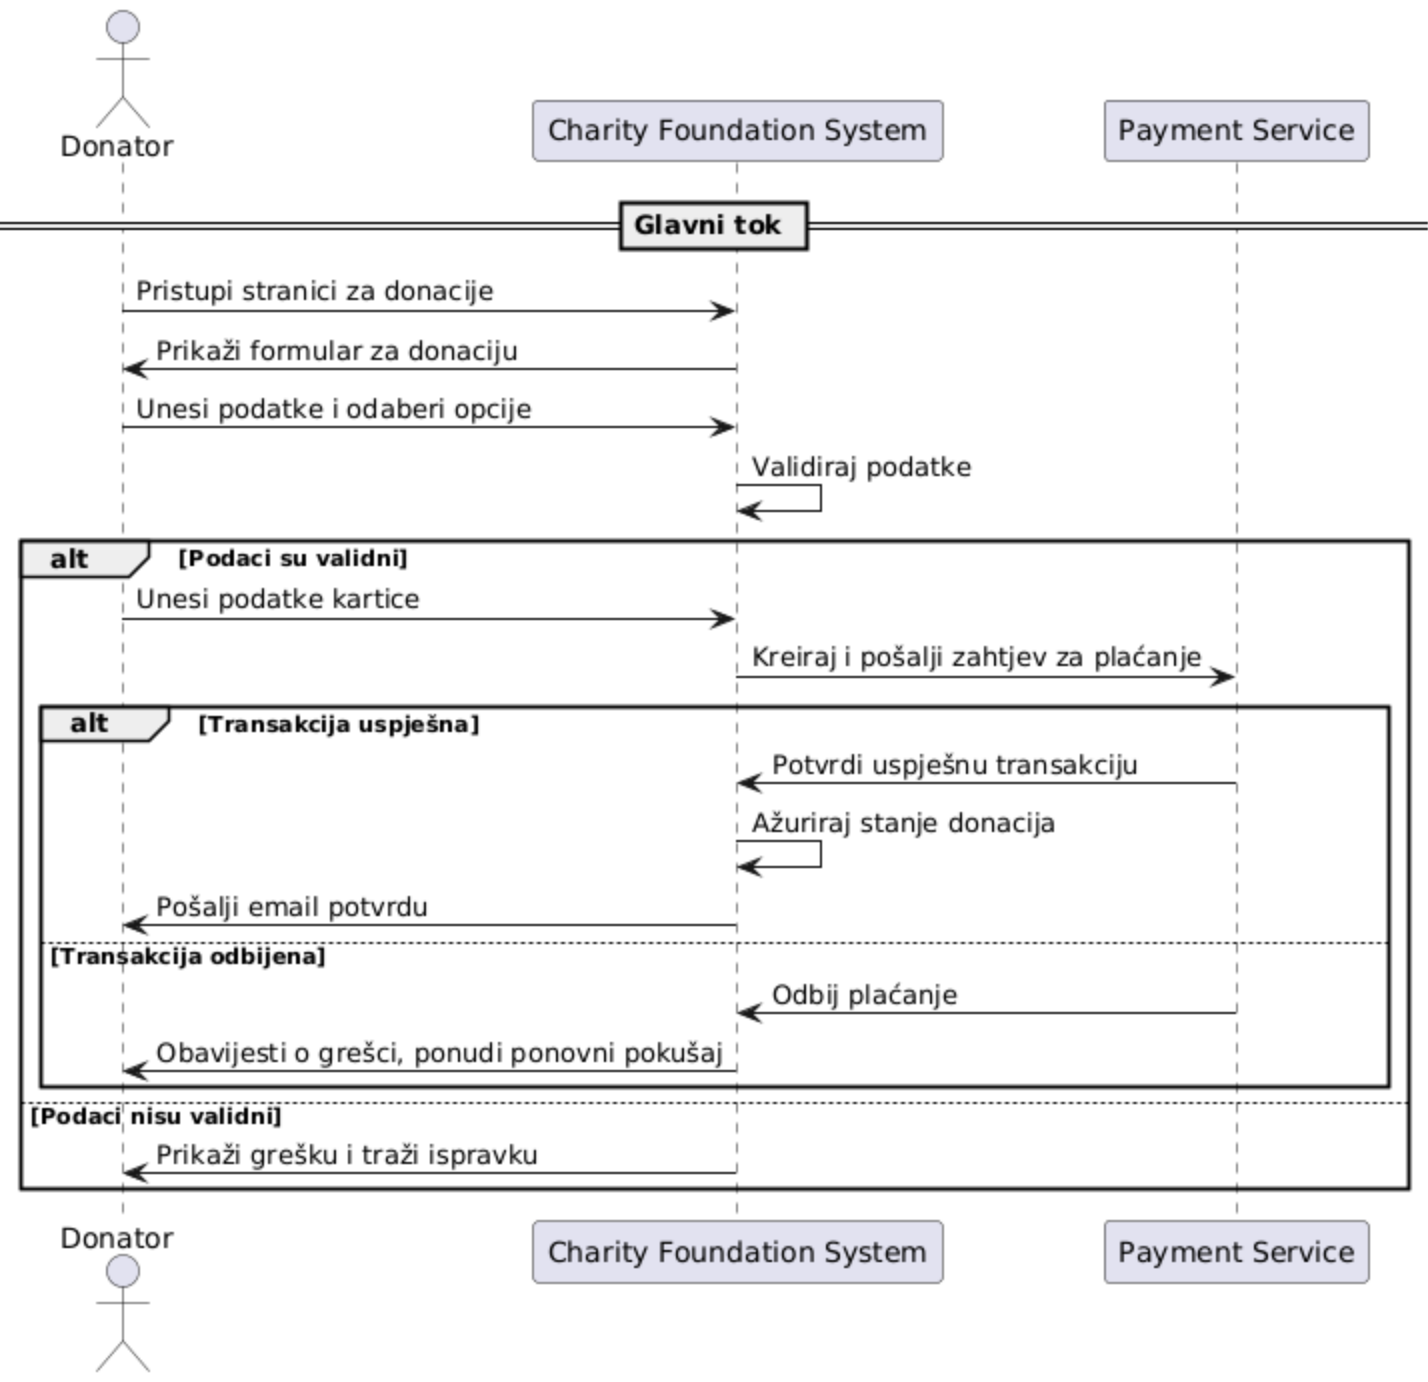 Donator
Charity Foundation System
Payment Service
Glavni tok
Pristupi stranici za donacije
Prikaži formular za donaciju
Unesi podatke i odaberi opcije
Validiraj podatke
alt [Podaci su validni]
Unesi podatke kartice
Kreiraj i pošalji zahtjev za plaćanje
alt [Transakcija uspješna]
Potvrdi uspješnu transakciju
Ažuriraj stanje donacija
Pošalji email potvrdu
[Transakcija odbijena]
Odbij plaćanje
Obavijesti o grešci, ponudi ponovni pokušaj
[Podaci nisu validni]
Prikaži grešku i traži ispravku
Donator
Charity Foundation System
Payment Service